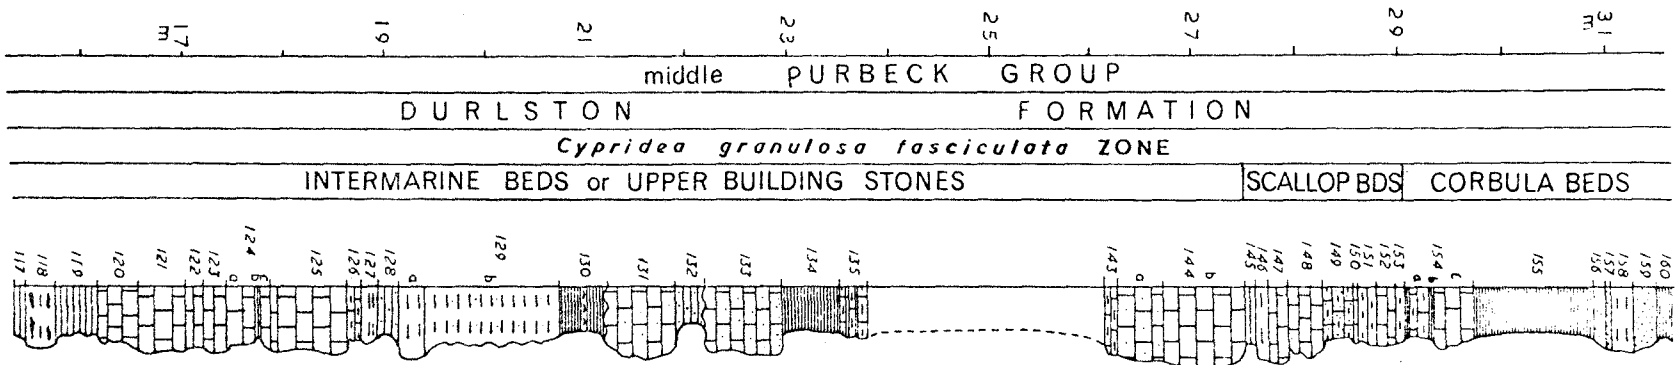 17 m 19 21 23 25 27 29 31 m
middle PURBECK GROUP
DURLSTON FORMATION
Cypridea granulosa fasciculata ZONE
INTERMARINE BEDS or UPPER BUILDING STONES SCALLOP BDS CORBULA BEDS
117 118 119 120 121 122 123 124 a b 125 126 127 128 129 a b 130 131 132 133 134 135 143 144 a b 145 146 147 148 149 150 151 152 153 154 a b c 155 156 157 158 159 160